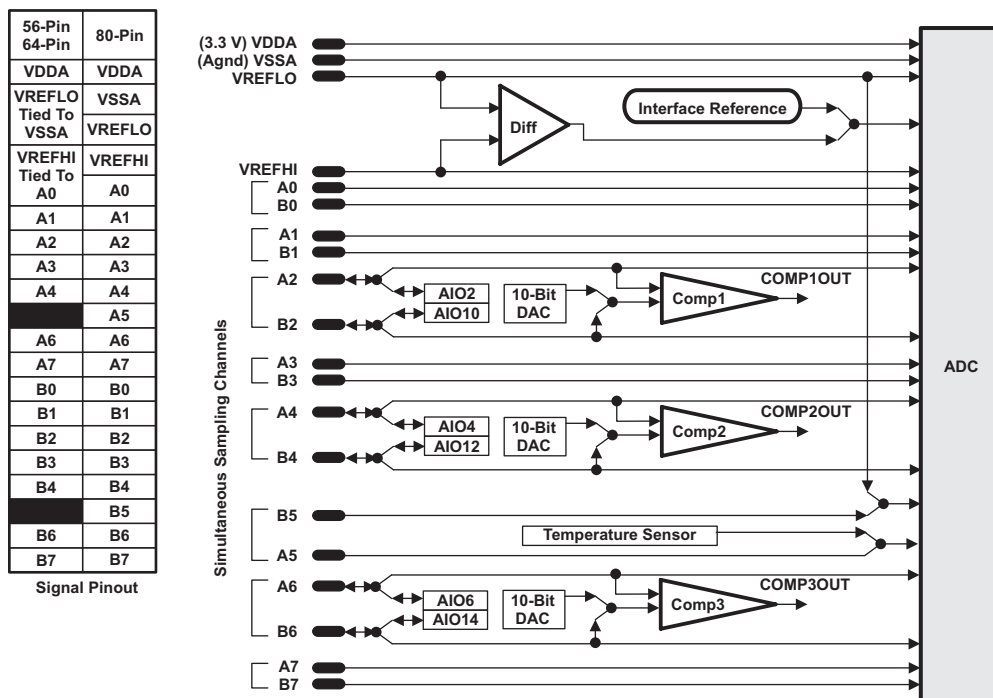 56-Pin
64-Pin
80-Pin
VDDA
VDDA
VREFLO
Tied To
VSSA
VSSA
VREFLO
VREFHI
Tied To
A0
VREFHI
A0
A1
A1
A2
A2
A3
A3
A4
A4
A5
A6
A6
A7
A7
B0
B0
B1
B1
B2
B2
B3
B3
B4
B4
B5
B6
B6
B7
B7
Signal Pinout
(3.3 V) VDDA
(Agnd) VSSA
VREFLO
Diff
Interface Reference
VREFHI
A0
B0
A1
B1
A2
AIO2
AIO10
10-Bit
DAC
Comp1
COMP1OUT
B2
A3
B3
Simultaneous Sampling Channels
A4
AIO4
AIO12
10-Bit
DAC
Comp2
COMP2OUT
B4
B5
Temperature Sensor
A5
A6
AIO6
AIO14
10-Bit
DAC
Comp3
COMP3OUT
B6
A7
B7
ADC